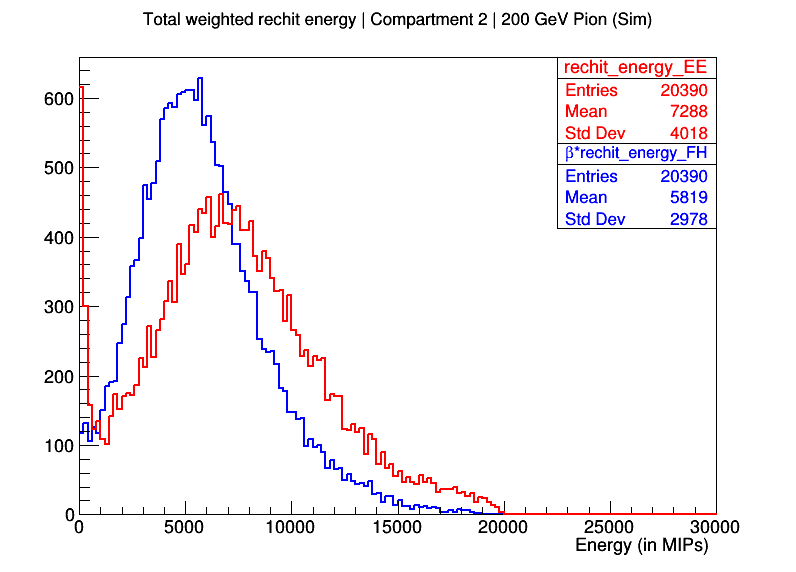 Total weighted rechit energy | Compartment 2 | 200 GeV Pion (Sim)
rechit_energy_EE
Entries 20390
Mean 7288
Std Dev 4018
β*rechit_energy_FH
Entries 20390
Mean 5819
Std Dev 2978
600
500
400
300
200
100
0
0 5000 10000 15000 20000 25000 30000
Energy (in MIPs)